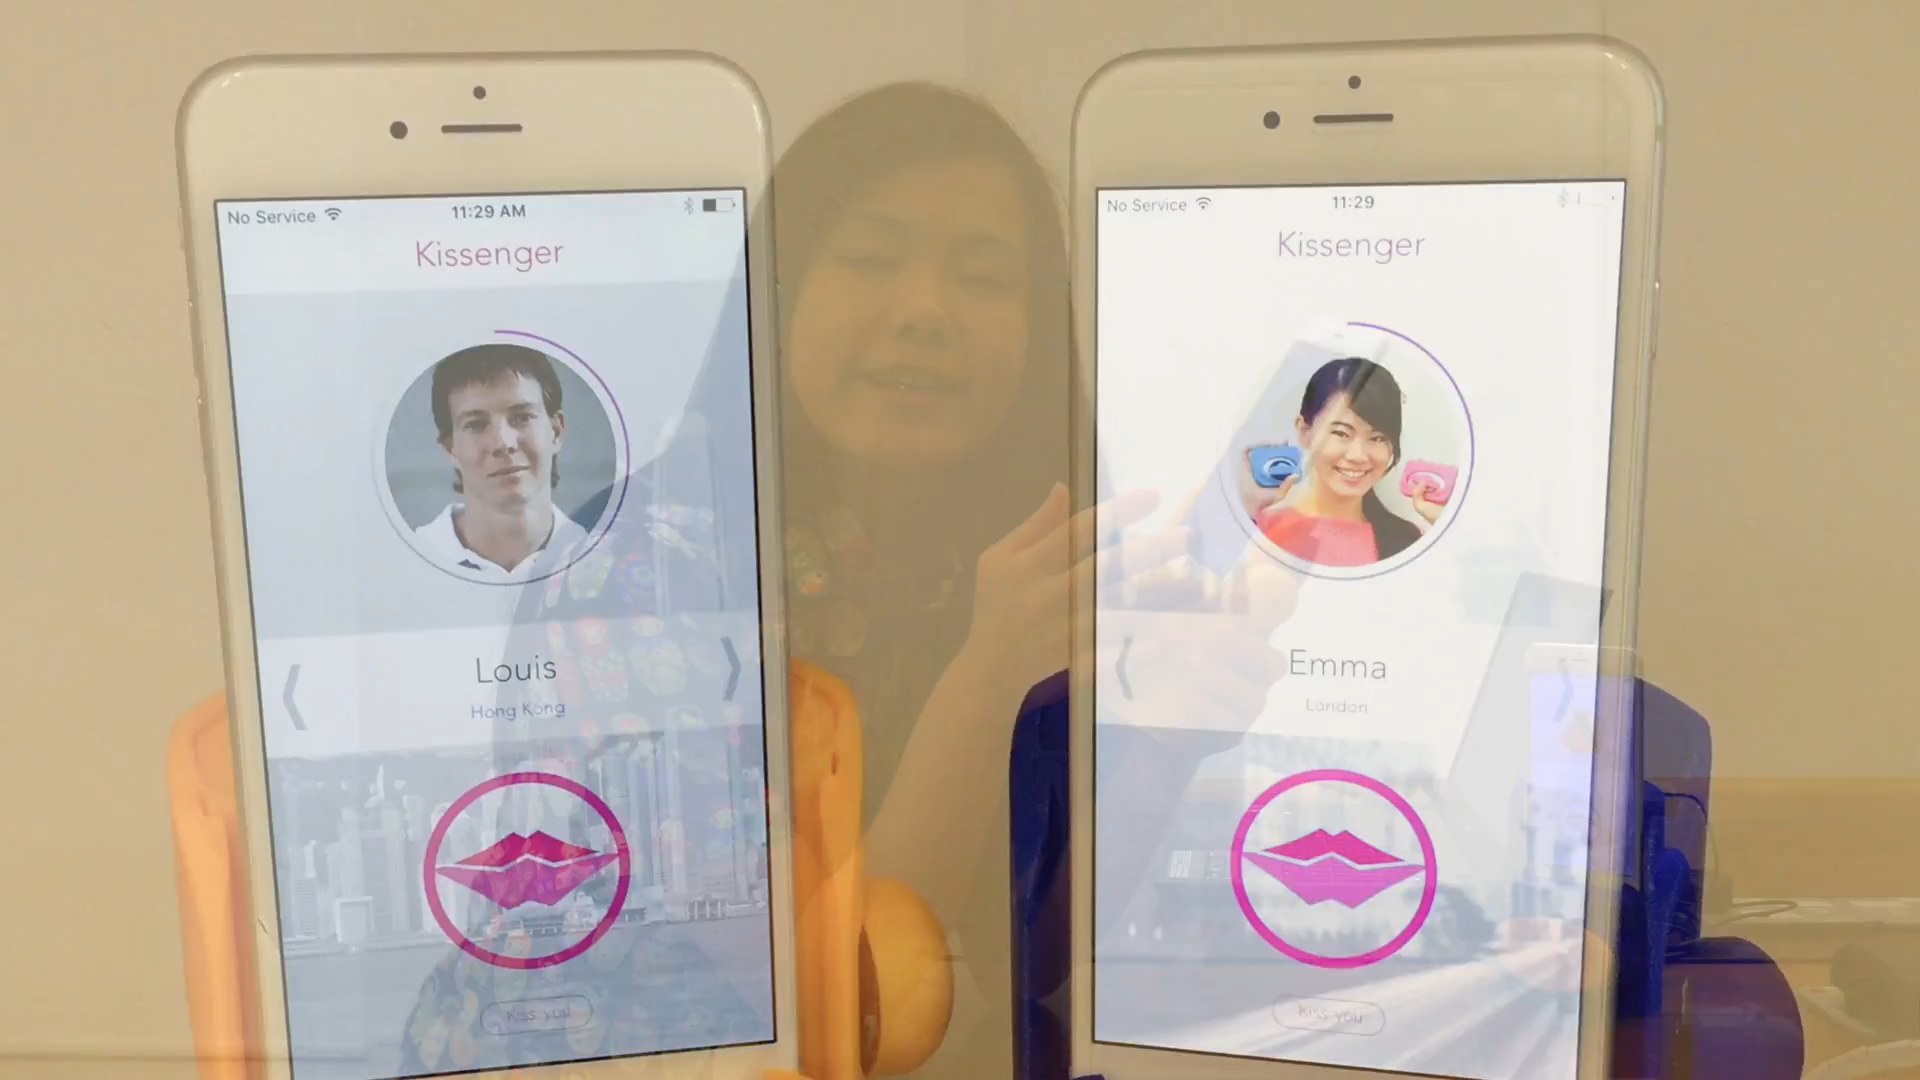 No Service 11:29 AM
Kissenger
Louis
Hong Kong
Kiss you
No Service 11:29
Kissenger
Emma
London
Kiss you